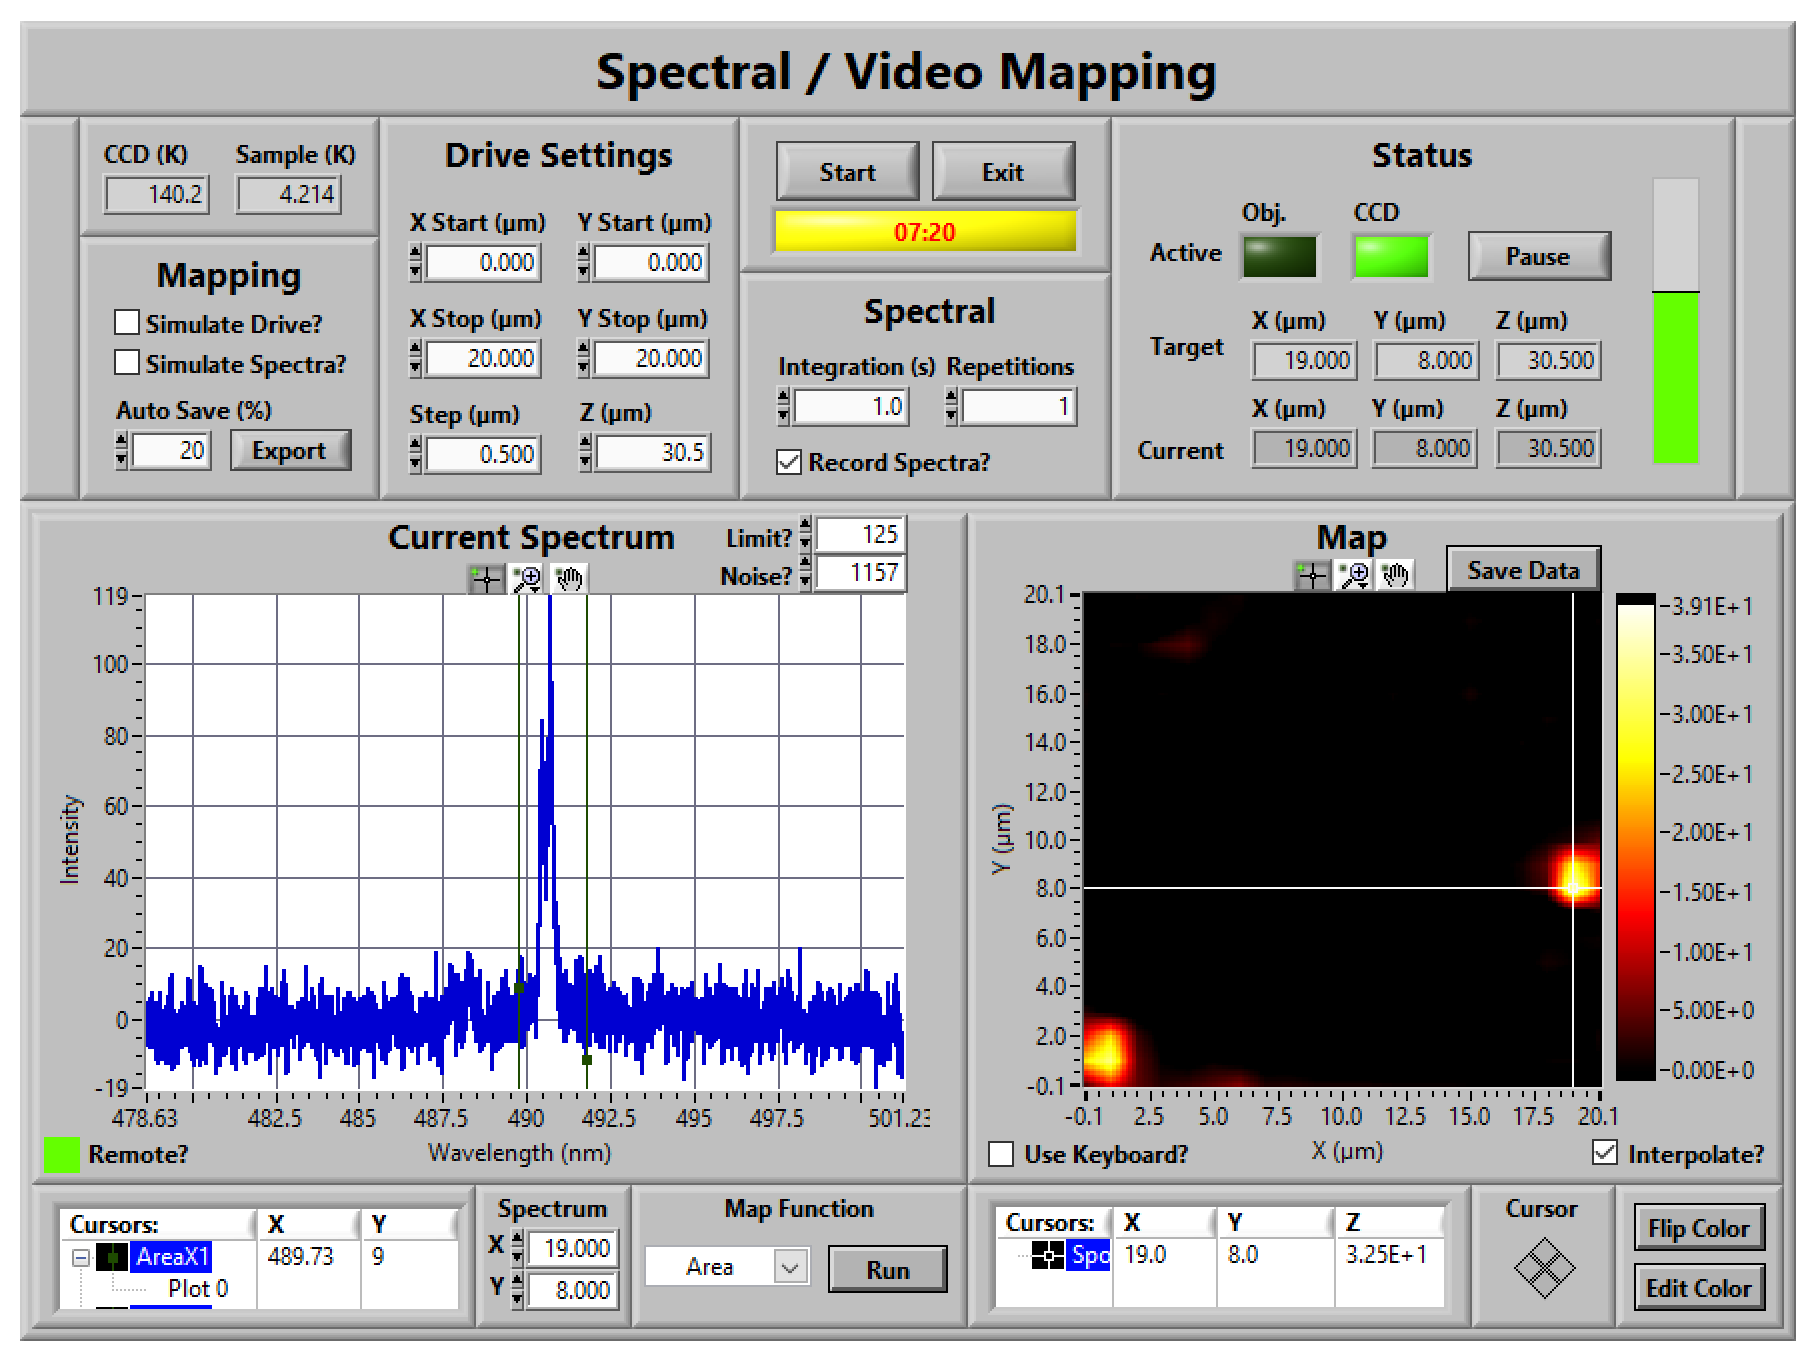 Spectral / Video Mapping
CCD (K) Sample (K)
140.2 4.214
Mapping
Simulate Drive?
Simulate Spectra?
Auto Save (%)
20 Export
Drive Settings
X Start (µm) Y Start (µm)
0.000 0.000
X Stop (µm) Y Stop (µm)
20.000 20.000
Step (µm) Z (µm)
0.500 30.5
Start Exit
07:20
Spectral
Integration (s) Repetitions
1.0 1
Record Spectra?
Status
Obj. CCD
Active Pause
X (µm) Y (µm) Z (µm)
Target 19.000 8.000 30.500
X (µm) Y (µm) Z (µm)
Current 19.000 8.000 30.500
Current Spectrum
Limit? 125
Noise? 1157
119
100
80
60
40
20
0
-19
Intensity
478.63 482.5 485 487.5 490 492.5 495 497.5 501.23
Wavelength (nm)
Remote?
Map
Save Data
20.1
18.0
16.0
14.0
12.0
10.0
8.0
6.0
4.0
2.0
-0.1
Y (µm)
-0.1 2.5 5.0 7.5 10.0 12.5 15.0 17.5 20.1
X (µm)
3.91E+1
3.50E+1
3.00E+1
2.50E+1
2.00E+1
1.50E+1
1.00E+1
5.00E+0
0.00E+0
Use Keyboard?
Interpolate?
Cursors: X Y
AreaX1 489.73 9
Plot 0
Spectrum
X 19.000
Y 8.000
Map Function
Area Run
Cursors: X Y Z
Spo 19.0 8.0 3.25E+1
Cursor
Flip Color
Edit Color